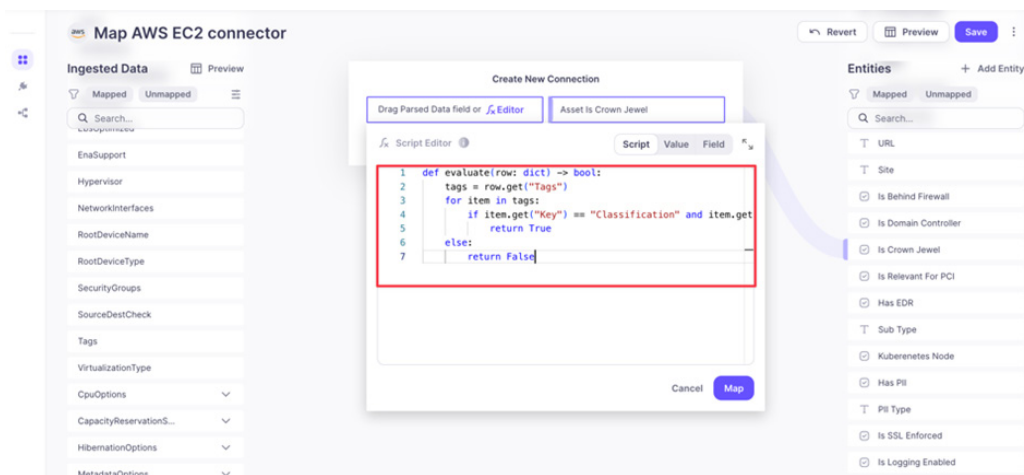 aws Map AWS EC2 connector
Revert
Preview
Save
Ingested Data
Preview
Mapped
Unmapped
Search...
EbsOptimized
EnaSupport
Hypervisor
NetworkInterfaces
RootDeviceName
RootDeviceType
SecurityGroups
SourceDestCheck
Tags
VirtualizationType
CpuOptions
CapacityReservationS...
HibernationOptions
MetadataOptions
Create New Connection
Drag Parsed Data field or fx Editor
Asset Is Crown Jewel
fx Script Editor
Script
Value
Field
1 def evaluate(row: dict) -> bool:
2 tags = row.get("Tags")
3 for item in tags:
4 if item.get("Key") == "Classification" and item.get
5 return True
6 else:
7 return False
Cancel
Map
Entities
+ Add Entity
Mapped
Unmapped
Search...
T URL
T Site
Is Behind Firewall
Is Domain Controller
Is Crown Jewel
Is Relevant For PCI
Has EDR
T Sub Type
Kuberenetes Node
Has PII
T PII Type
Is SSL Enforced
Is Logging Enabled